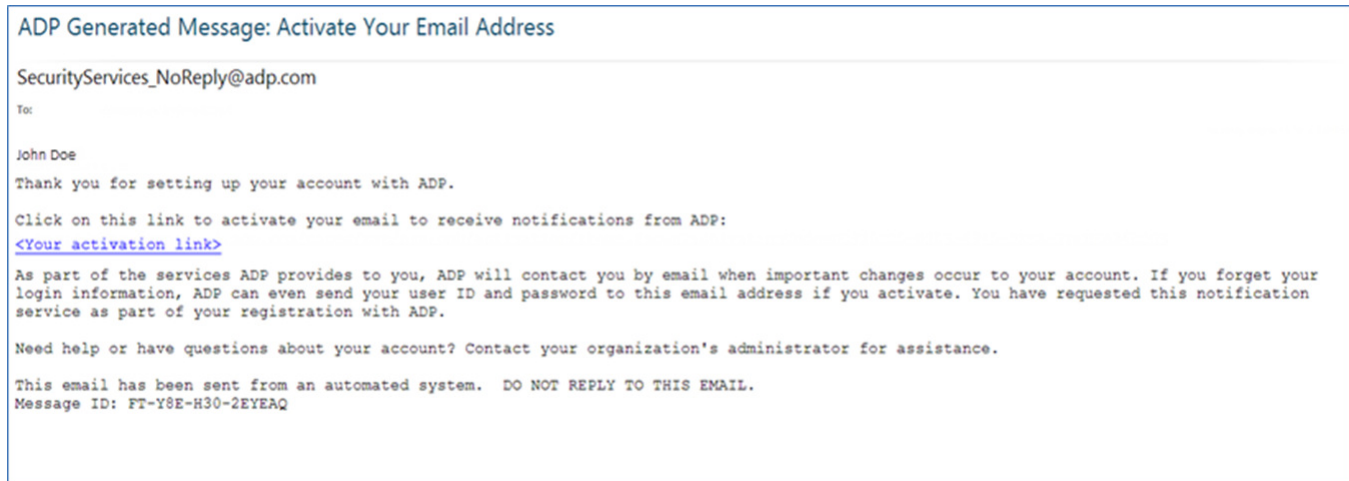 ADP Generated Message: Activate Your Email Address
SecurityServices_NoReply@adp.com
To:
John Doe
Thank you for setting up your account with ADP.
Click on this link to activate your email to receive notifications from ADP:
<Your activation link>
As part of the services ADP provides to you, ADP will contact you by email when important changes occur to your account. If you forget your
login information, ADP can even send your user ID and password to this email address if you activate. You have requested this notification
service as part of your registration with ADP.
Need help or have questions about your account? Contact your organization's administrator for assistance.
This email has been sent from an automated system.  DO NOT REPLY TO THIS EMAIL.
Message ID: FT-Y8E-H30-2EYEAQ